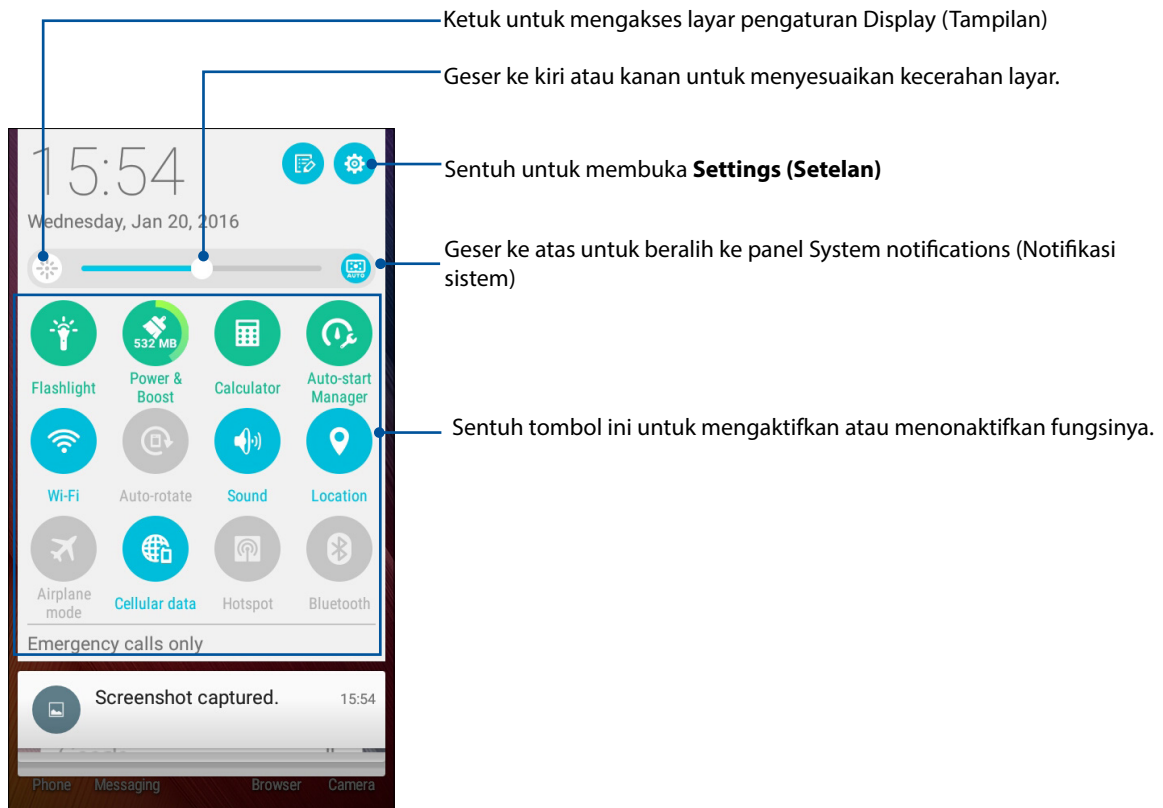 Ketuk untuk mengakses layar pengaturan Display (Tampilan)
Geser ke kiri atau kanan untuk menyesuaikan kecerahan layar.
15:54
Sentuh untuk membuka Settings (Setelan)
Wednesday, Jan 20, 2016
Geser ke atas untuk beralih ke panel System notifications (Notifikasi
sistem)
AUTO
532 MB
Flashlight
Power &
Boost
Calculator
Auto-start
Manager
Sentuh tombol ini untuk mengaktifkan atau menonaktifkan fungsinya.
Wi-Fi
Auto-rotate
Sound
Location
Airplane
mode
Cellular data
Hotspot
Bluetooth
Emergency calls only
Screenshot captured.
15:54
Phone
Messaging
Browser
Camera